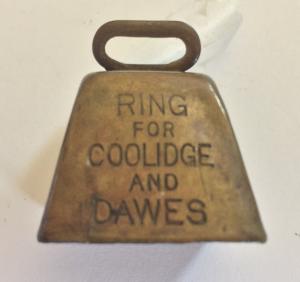 RING
FOR
COOLIDGE
AND
DAWES